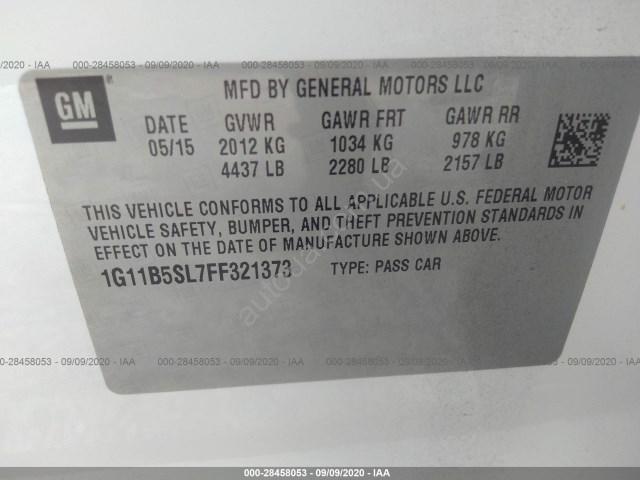 000-28458053 - 09/09/2020 - IAA
GM
MFD BY GENERAL MOTORS LLC
DATE GVWR GAWR FRT GAWR RR
05/15 2012 KG 1034 KG 978 KG
4437 LB 2280 LB 2157 LB
THIS VEHICLE CONFORMS TO ALL APPLICABLE U.S. FEDERAL MOTOR
VEHICLE SAFETY, BUMPER, AND THEFT PREVENTION STANDARDS IN
EFFECT ON THE DATE OF MANUFACTURE SHOWN ABOVE.
1G11B5SL7FF321373 TYPE: PASS CAR
000-28458053 - 09/09/2020 - IAA
000-28458053 - 09/09/2020 - IAA